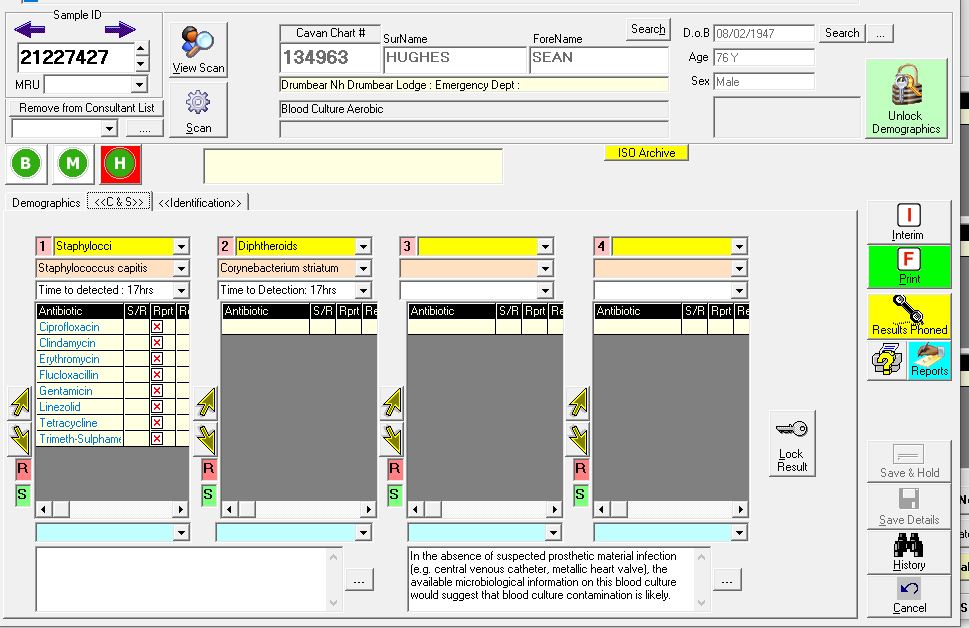 Sample ID
21227427
MRU
Remove from Consultant List
....
View Scan
Scan
Cavan Chart #
SurName
ForeName
Search
134963
HUGHES
SEAN
Drumbear Nh Drumbear Lodge : Emergency Dept :
Blood Culture Aerobic
D.o.B
08/02/1947
Search
...
Age
76Y
Sex
Male
Unlock
Demographics
B
M
H
ISO Archive
Demographics
<<C & S>>
<<Identification>>
1
Staphylocci
2
Diphtheroids
3
4
Staphylococcus capitis
Corynebacterium striatum
Time to detected : 17hrs
Time to Detection: 17hrs
Antibiotic S/R Rprt Re
Antibiotic S/R Rprt Re
Antibiotic S/R Rprt Re
Antibiotic S/R Rprt Re
Ciprofloxacin
Clindamycin
Erythromycin
Flucloxacillin
Gentamicin
Linezolid
Tetracycline
Trimeth-Sulphame
R
S
R
S
R
S
R
S
Lock
Result
...
In the absence of suspected prosthetic material infection
(e.g. central venous catheter, metallic heart valve), the
available microbiological information on this blood culture
would suggest that blood culture contamination is likely.
...
I
Interim
F
Print
Results Phoned
Reports
Save & Hold
Save Details
History
Cancel